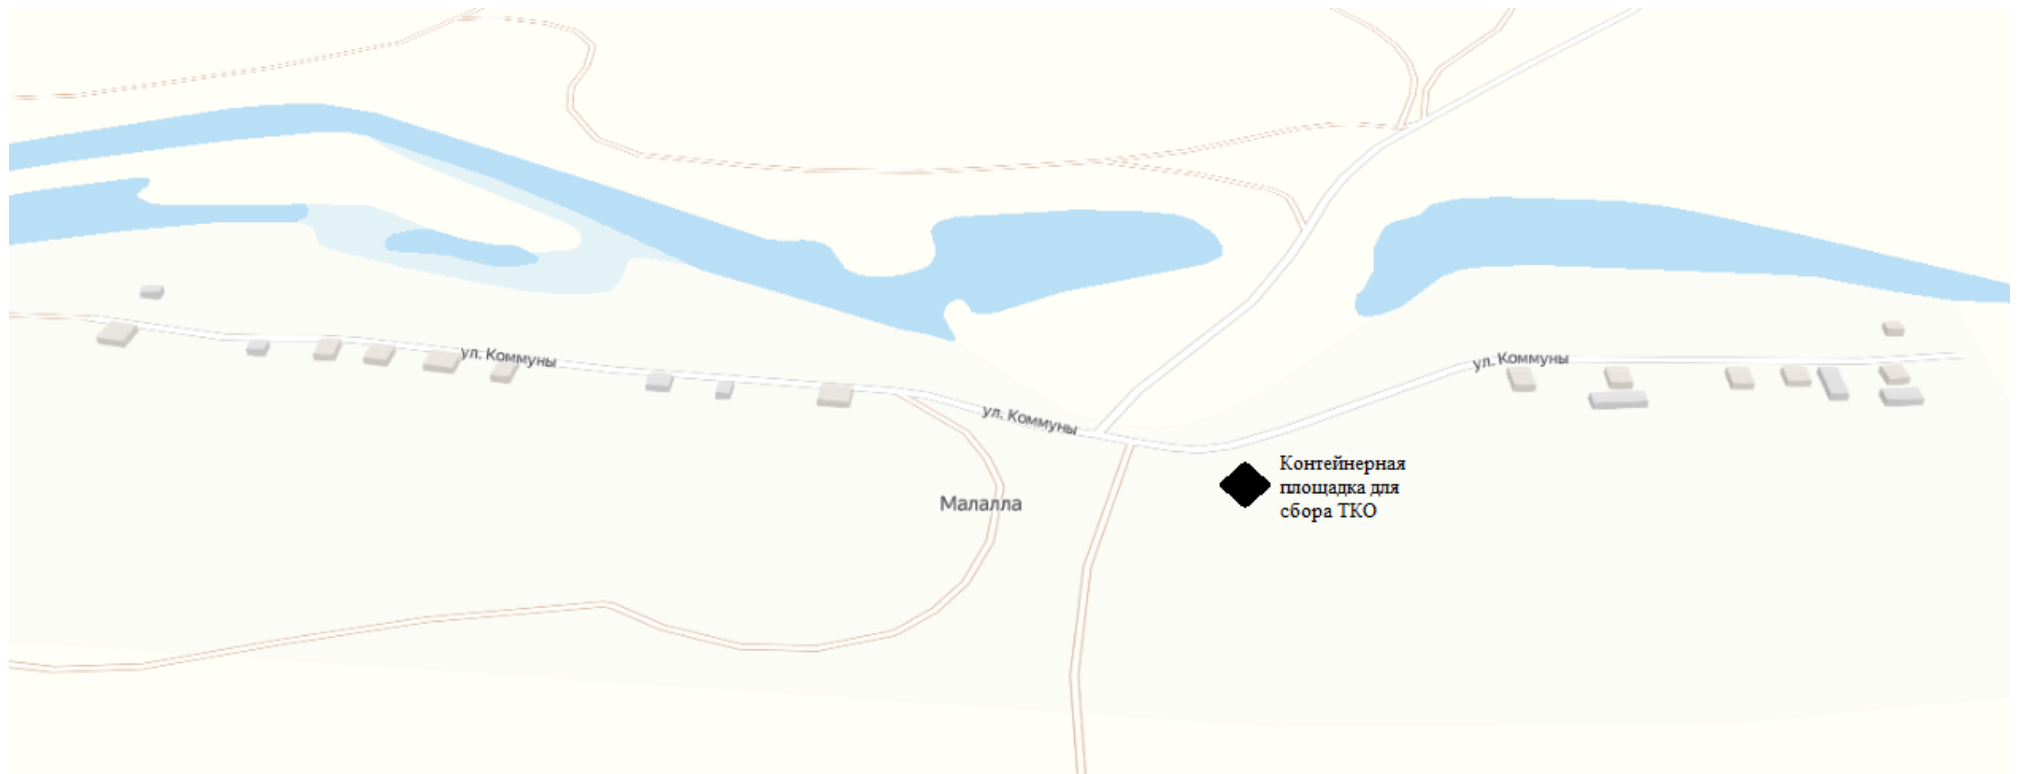 ул. Коммуны
ул. Коммуны
ул. Коммуны
Контейнерная
площадка для
сбора ТКО
Малалла